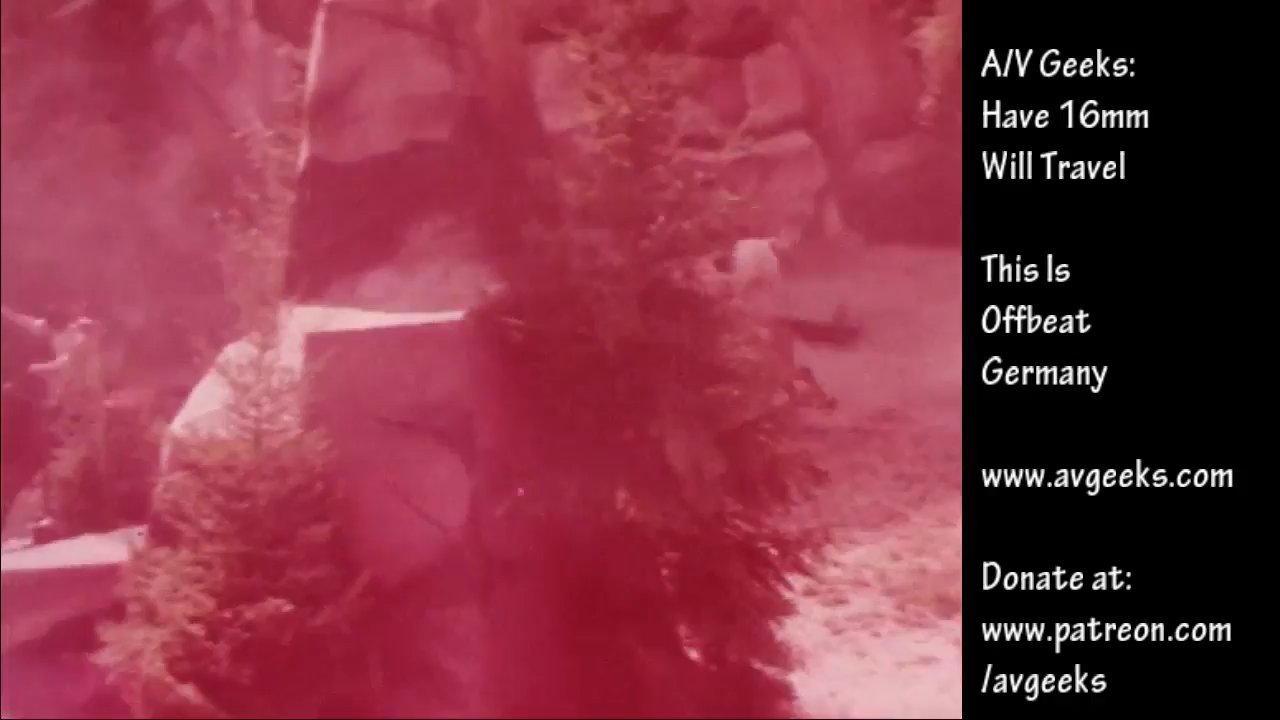 A/V Geeks:
Have 16mm
Will Travel
This Is
Offbeat
Germany
www.avgeeks.com
Donate at:
www.patreon.com
/avgeeks